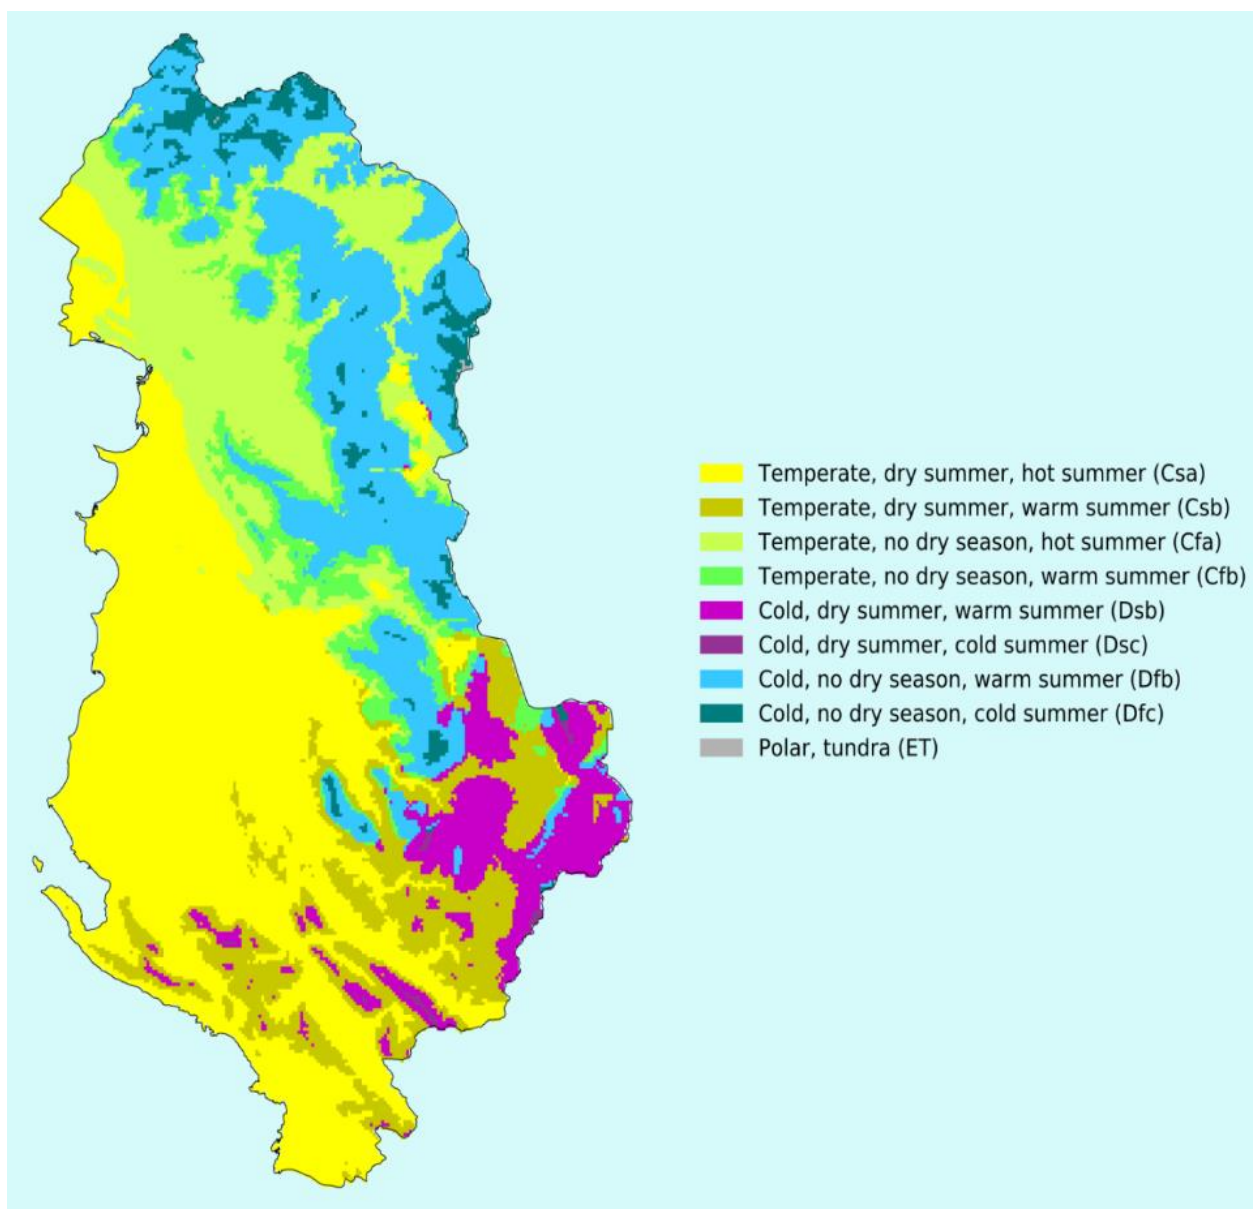 Temperate, dry summer, hot summer (Csa)
Temperate, dry summer, warm summer (Csb)
Temperate, no dry season, hot summer (Cfa)
Temperate, no dry season, warm summer (Cfb)
Cold, dry summer, warm summer (Dsb)
Cold, dry summer, cold summer (Dsc)
Cold, no dry season, warm summer (Dfb)
Cold, no dry season, cold summer (Dfc)
Polar, tundra (ET)